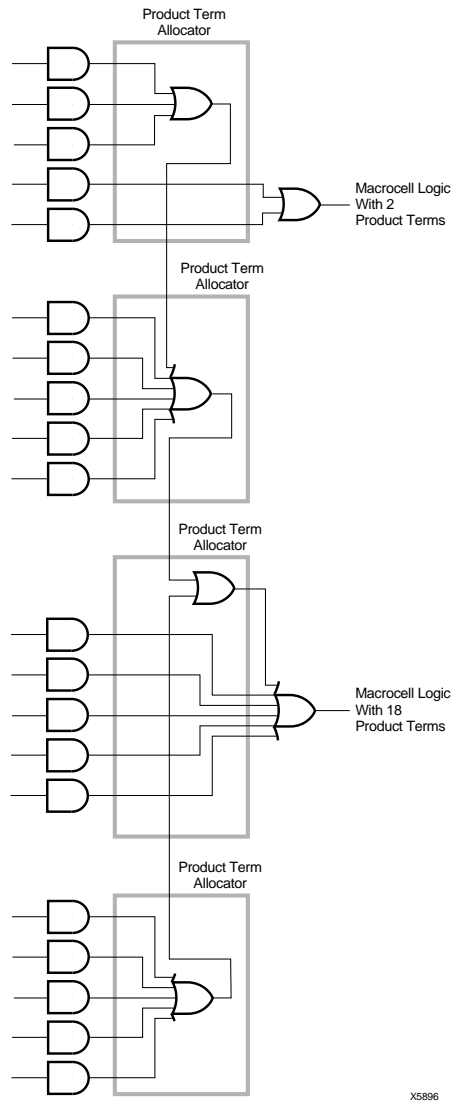 Product Term
Allocator
Macrocell Logic
With 2
Product Terms
Product Term
Allocator
Product Term
Allocator
Macrocell Logic
With 18
Product Terms
Product Term
Allocator
X5896